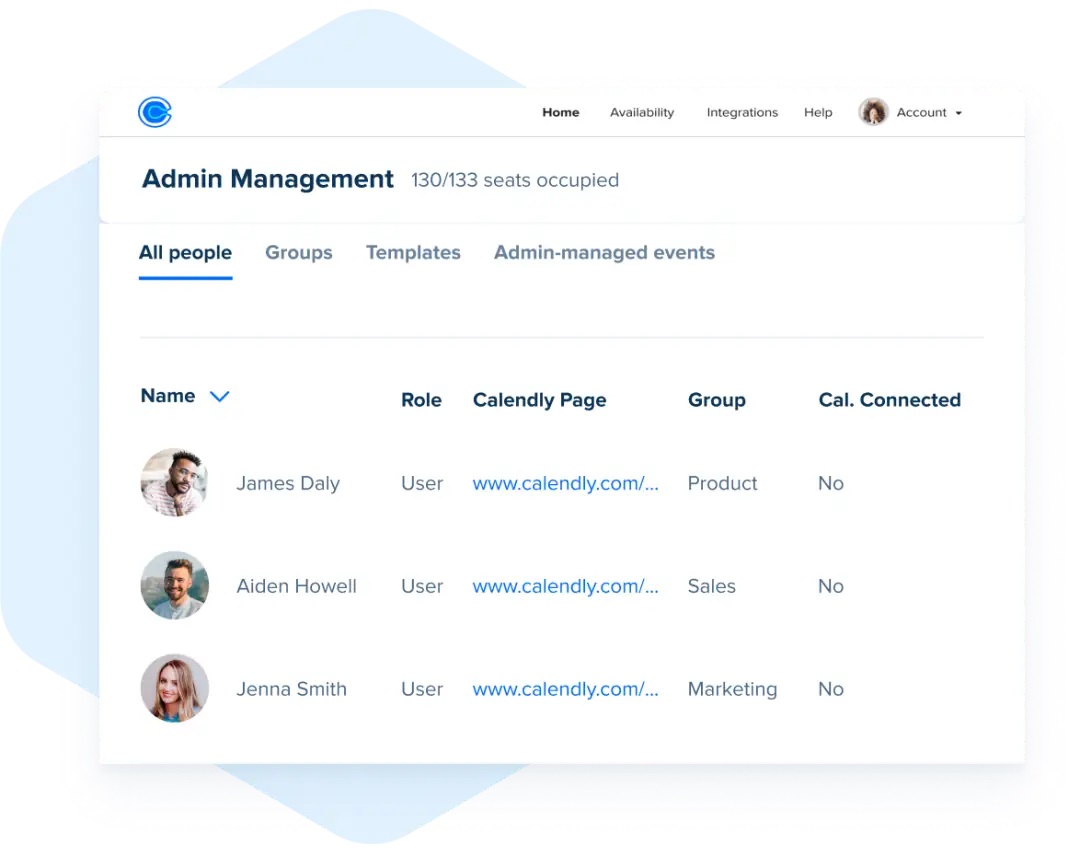 Home Availability Integrations Help Account
Admin Management 130/133 seats occupied
All people Groups Templates Admin-managed events
Name Role Calendly Page Group Cal. Connected
James Daly User www.calendly.com/... Product No
Aiden Howell User www.calendly.com/... Sales No
Jenna Smith User www.calendly.com/... Marketing No